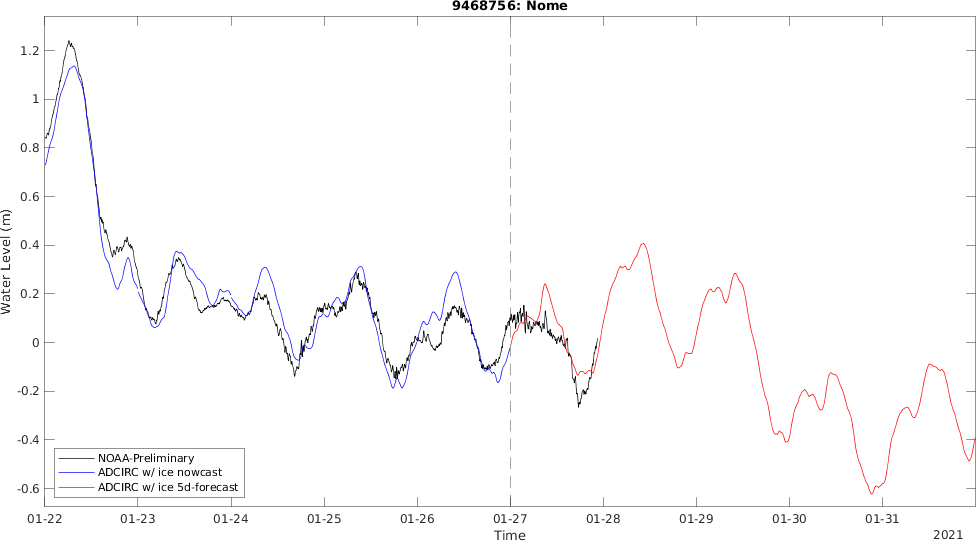 9468756: Nome
Water Level (m)
1.2
1
0.8
0.6
0.4
0.2
0
-0.2
-0.4
-0.6
NOAA-Preliminary
ADCIRC w/ ice nowcast
ADCIRC w/ ice 5d-forecast
01-22 01-23 01-24 01-25 01-26 01-27 01-28 01-29 01-30 01-31
Time
2021